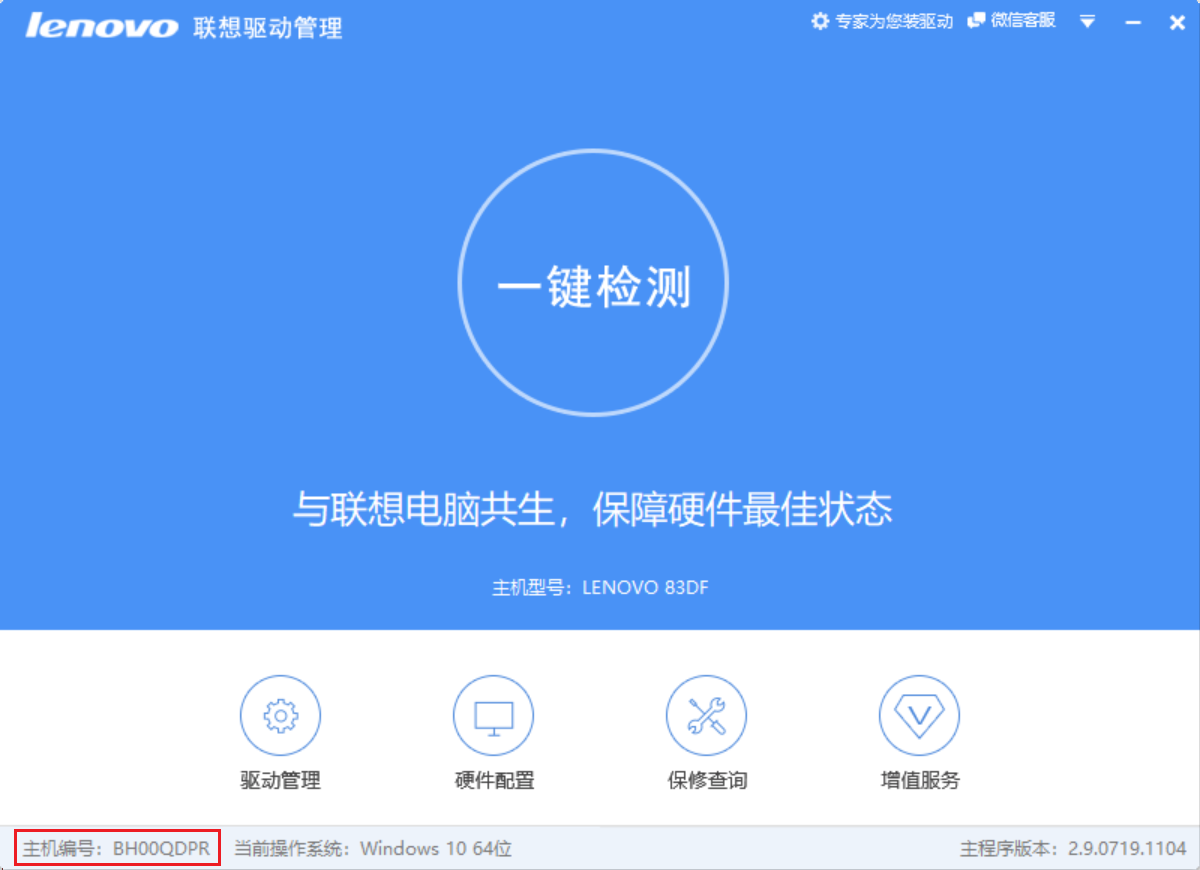 lenovo 联想驱动管理 专家为您装驱动 微信客服
一键检测
与联想电脑共生，保障硬件最佳状态
主机型号：LENOVO 83DF
驱动管理 硬件配置 保修查询 增值服务
主机编号：BH00QDPR 当前操作系统：Windows 10 64位 主程序版本：2.9.0719.1104